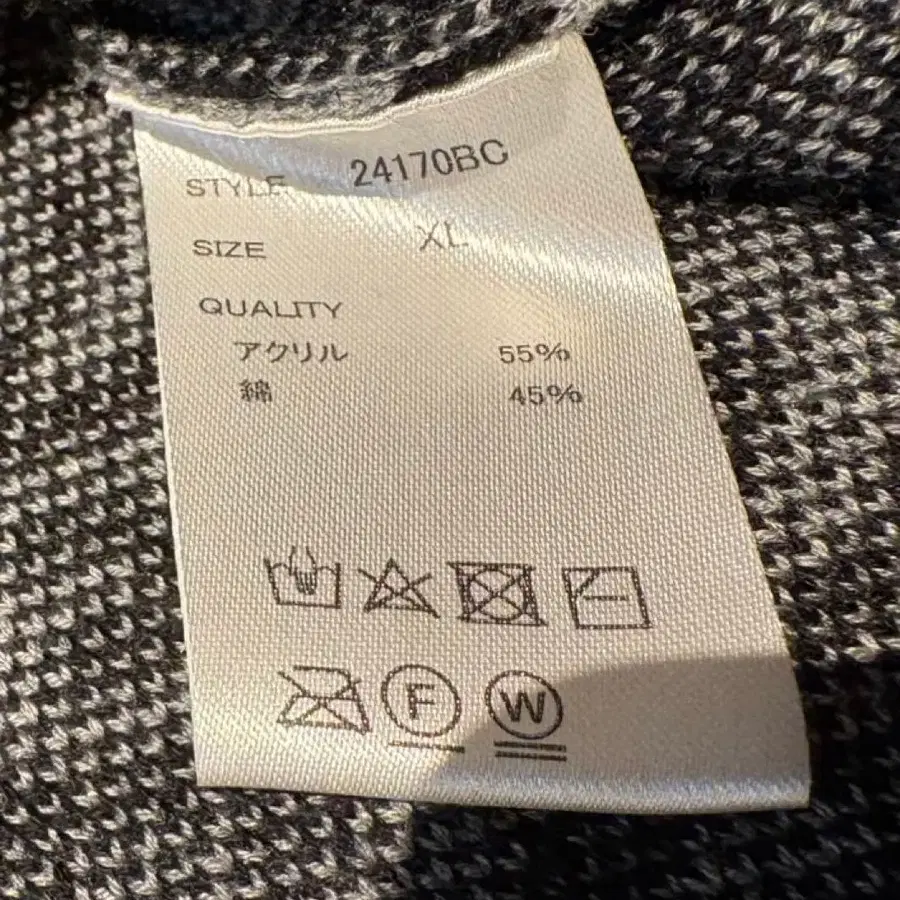 STYLE 24170BC
SIZE XL
QUALITY
アクリル 55%
綿 45%
F W